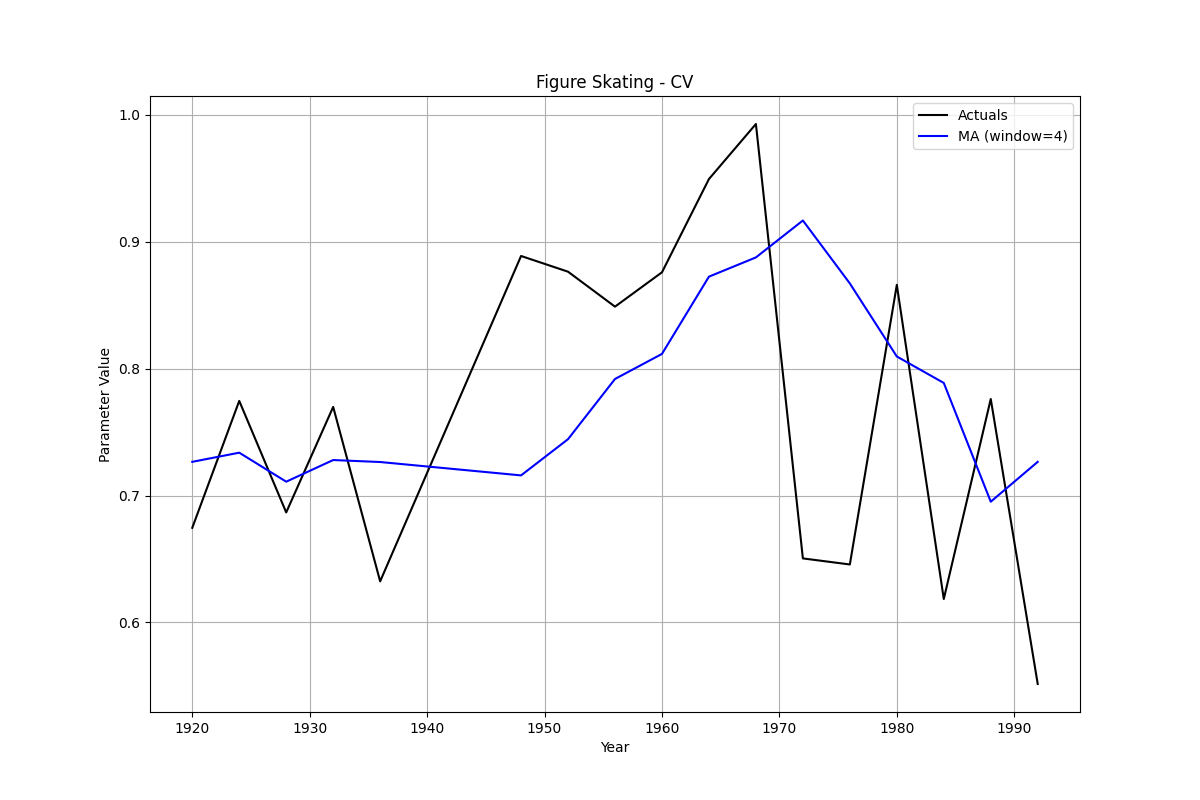 Figure Skating - CV
Actuals
MA (window=4)
1.0
0.9
0.8
0.7
0.6
Parameter Value
1920 1930 1940 1950 1960 1970 1980 1990
Year